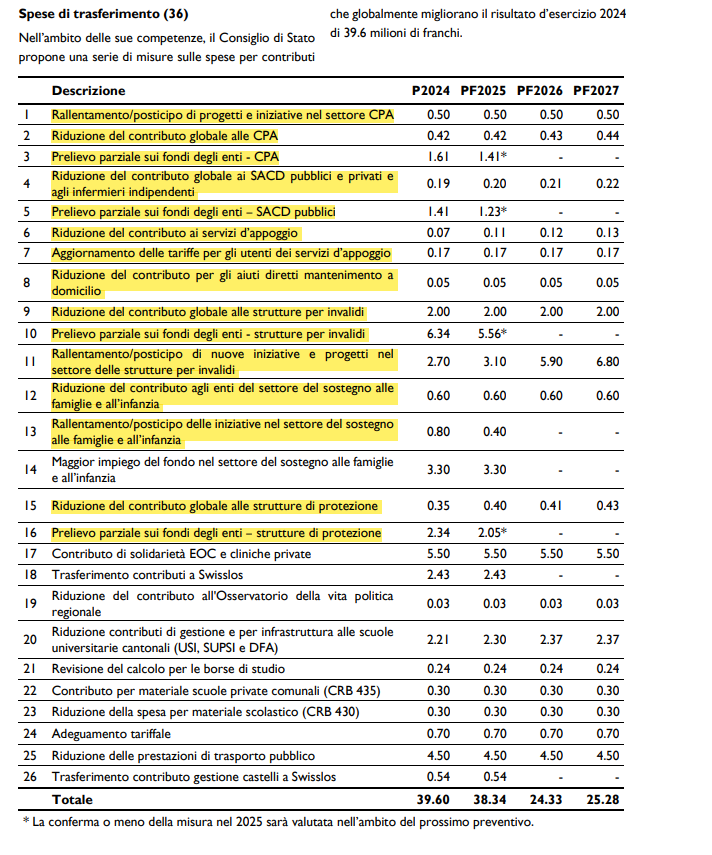 Spese di trasferimento (36)
Nell’ambito delle sue competenze, il Consiglio di Stato
propone una serie di misure sulle spese per contributi
che globalmente migliorano il risultato d’esercizio 2024
di 39.6 milioni di franchi.
Descrizione P2024 PF2025 PF2026 PF2027
1 Rallentamento/posticipo di progetti e iniziative nel settore CPA 0.50 0.50 0.50 0.50
2 Riduzione del contributo globale alle CPA 0.42 0.42 0.43 0.44
3 Prelievo parziale sui fondi degli enti - CPA 1.61 1.41* - -
4 Riduzione del contributo globale ai SACD pubblici e privati e
agli infermieri indipendenti 0.19 0.20 0.21 0.22
5 Prelievo parziale sui fondi degli enti – SACD pubblici 1.41 1.23* - -
6 Riduzione del contributo ai servizi d’appoggio 0.07 0.11 0.12 0.13
7 Aggiornamento delle tariffe per gli utenti dei servizi d’appoggio 0.17 0.17 0.17 0.17
8 Riduzione del contributo per gli aiuti diretti mantenimento a
domicilio 0.05 0.05 0.05 0.05
9 Riduzione del contributo globale alle strutture per invalidi 2.00 2.00 2.00 2.00
10 Prelievo parziale sui fondi degli enti - strutture per invalidi 6.34 5.56* - -
11 Rallentamento/posticipo di nuove iniziative e progetti nel
settore delle strutture per invalidi 2.70 3.10 5.90 6.80
12 Riduzione del contributo agli enti del settore del sostegno alle
famiglie e all’infanzia 0.60 0.60 0.60 0.60
13 Rallentamento/posticipo delle iniziative nel settore del sostegno
alle famiglie e all’infanzia 0.80 0.40 - -
14 Maggior impiego del fondo nel settore del sostegno alle famiglie
e all’infanzia 3.30 3.30 - -
15 Riduzione del contributo globale alle strutture di protezione 0.35 0.40 0.41 0.43
16 Prelievo parziale sui fondi degli enti – strutture di protezione 2.34 2.05* - -
17 Contributo di solidarietà EOC e cliniche private 5.50 5.50 5.50 5.50
18 Trasferimento contributi a Swisslos 2.43 2.43 - -
19 Riduzione del contributo all'Osservatorio della vita politica
regionale 0.03 0.03 0.03 0.03
20 Riduzione contributi di gestione e per infrastruttura alle scuole
universitarie cantonali (USI, SUPSI e DFA) 2.21 2.30 2.37 2.37
21 Revisione del calcolo per le borse di studio 0.24 0.24 0.24 0.24
22 Contributo per materiale scuole private comunali (CRB 435) 0.30 0.30 0.30 0.30
23 Riduzione della spesa per materiale scolastico (CRB 430) 0.30 0.30 0.30 0.30
24 Adeguamento tariffale 0.70 0.70 0.70 0.70
25 Riduzione delle prestazioni di trasporto pubblico 4.50 4.50 4.50 4.50
26 Trasferimento contributo gestione castelli a Swisslos 0.54 0.54 - -
Totale 39.60 38.34 24.33 25.28
* La conferma o meno della misura nel 2025 sarà valutata nell’ambito del prossimo preventivo.